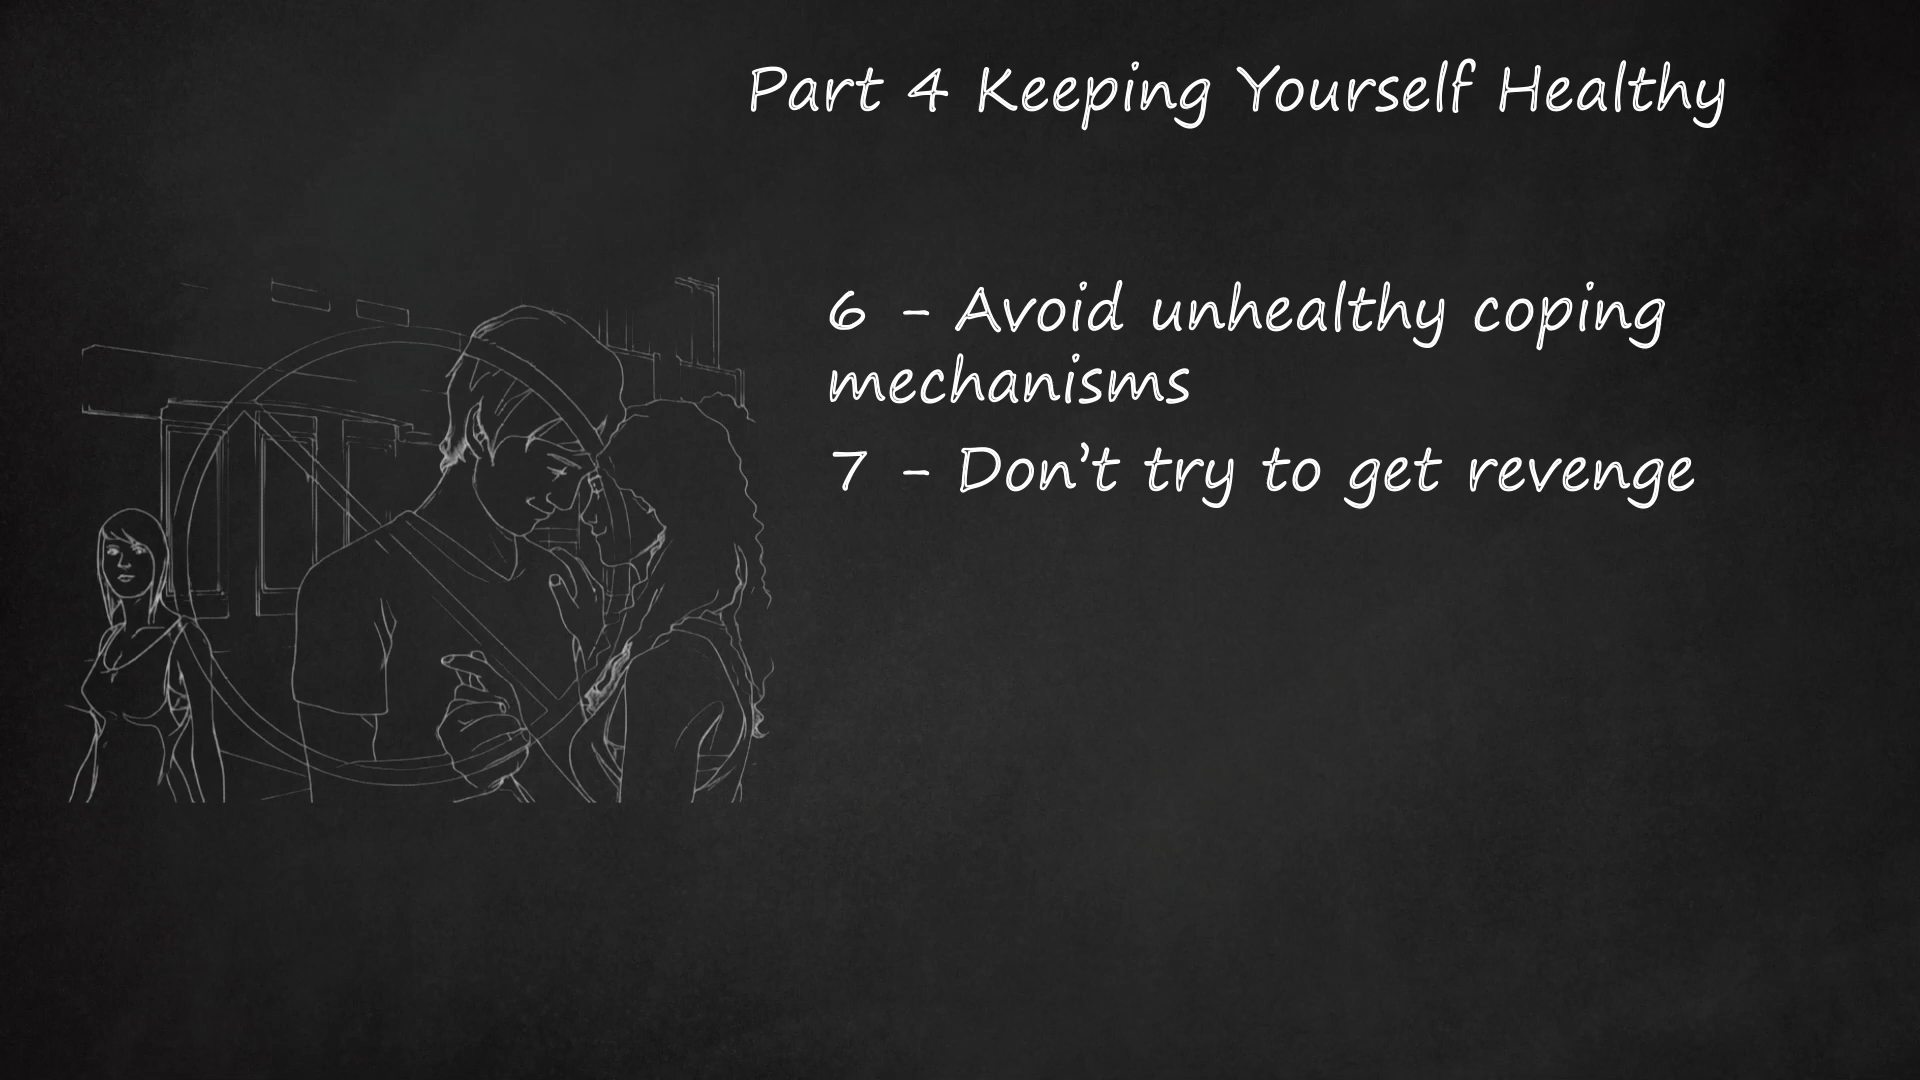 Part 4 Keeping Yourself Healthy
6 - Avoid unhealthy coping
mechanisms
7 - Don’t try to get revenge